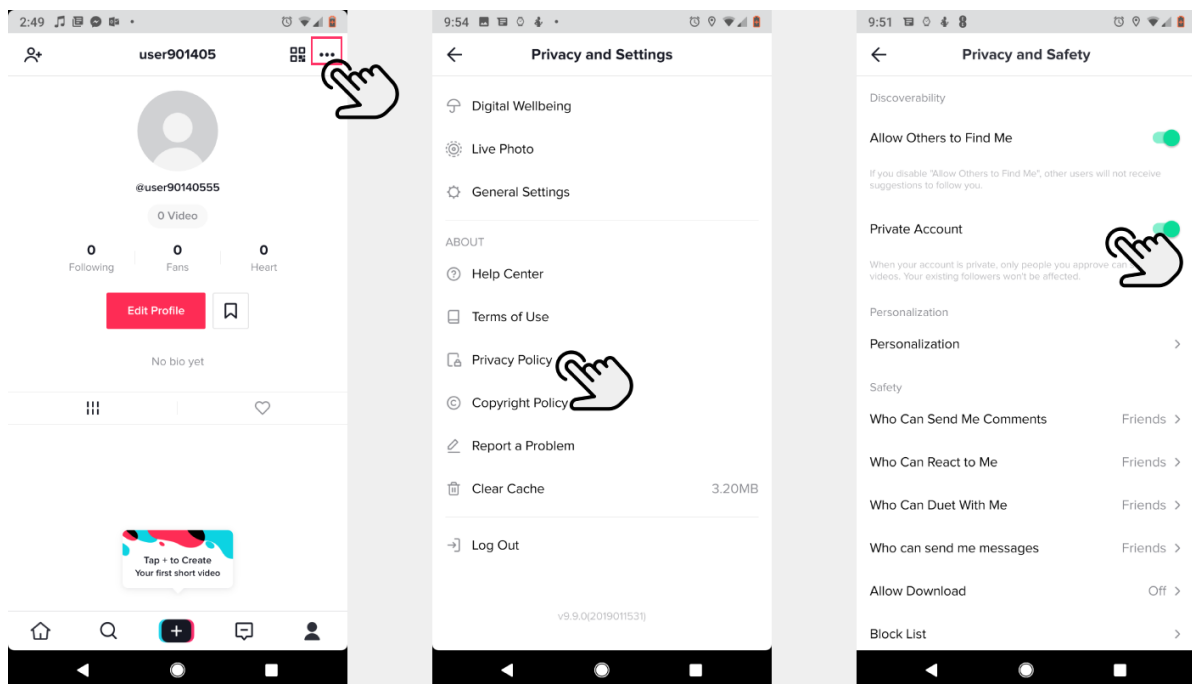 2:49
user901405
@user90140555
0 Video
0
Following
0
Fans
0
Heart
Edit Profile
No bio yet
Tap + to Create
Your first short video
9:54
Privacy and Settings
Digital Wellbeing
Live Photo
General Settings
ABOUT
Help Center
Terms of Use
Privacy Policy
Copyright Policy
Report a Problem
Clear Cache 3.20MB
Log Out
v9.9.0(2019011531)
9:51
Privacy and Safety
Discoverability
Allow Others to Find Me
If you disable "Allow Others to Find Me", other users will not receive
suggestions to follow you.
Private Account
When your account is private, only people you approve can
videos. Your existing followers won't be affected.
Personalization
Personalization
Safety
Who Can Send Me Comments Friends
Who Can React to Me Friends
Who Can Duet With Me Friends
Who can send me messages Friends
Allow Download Off
Block List